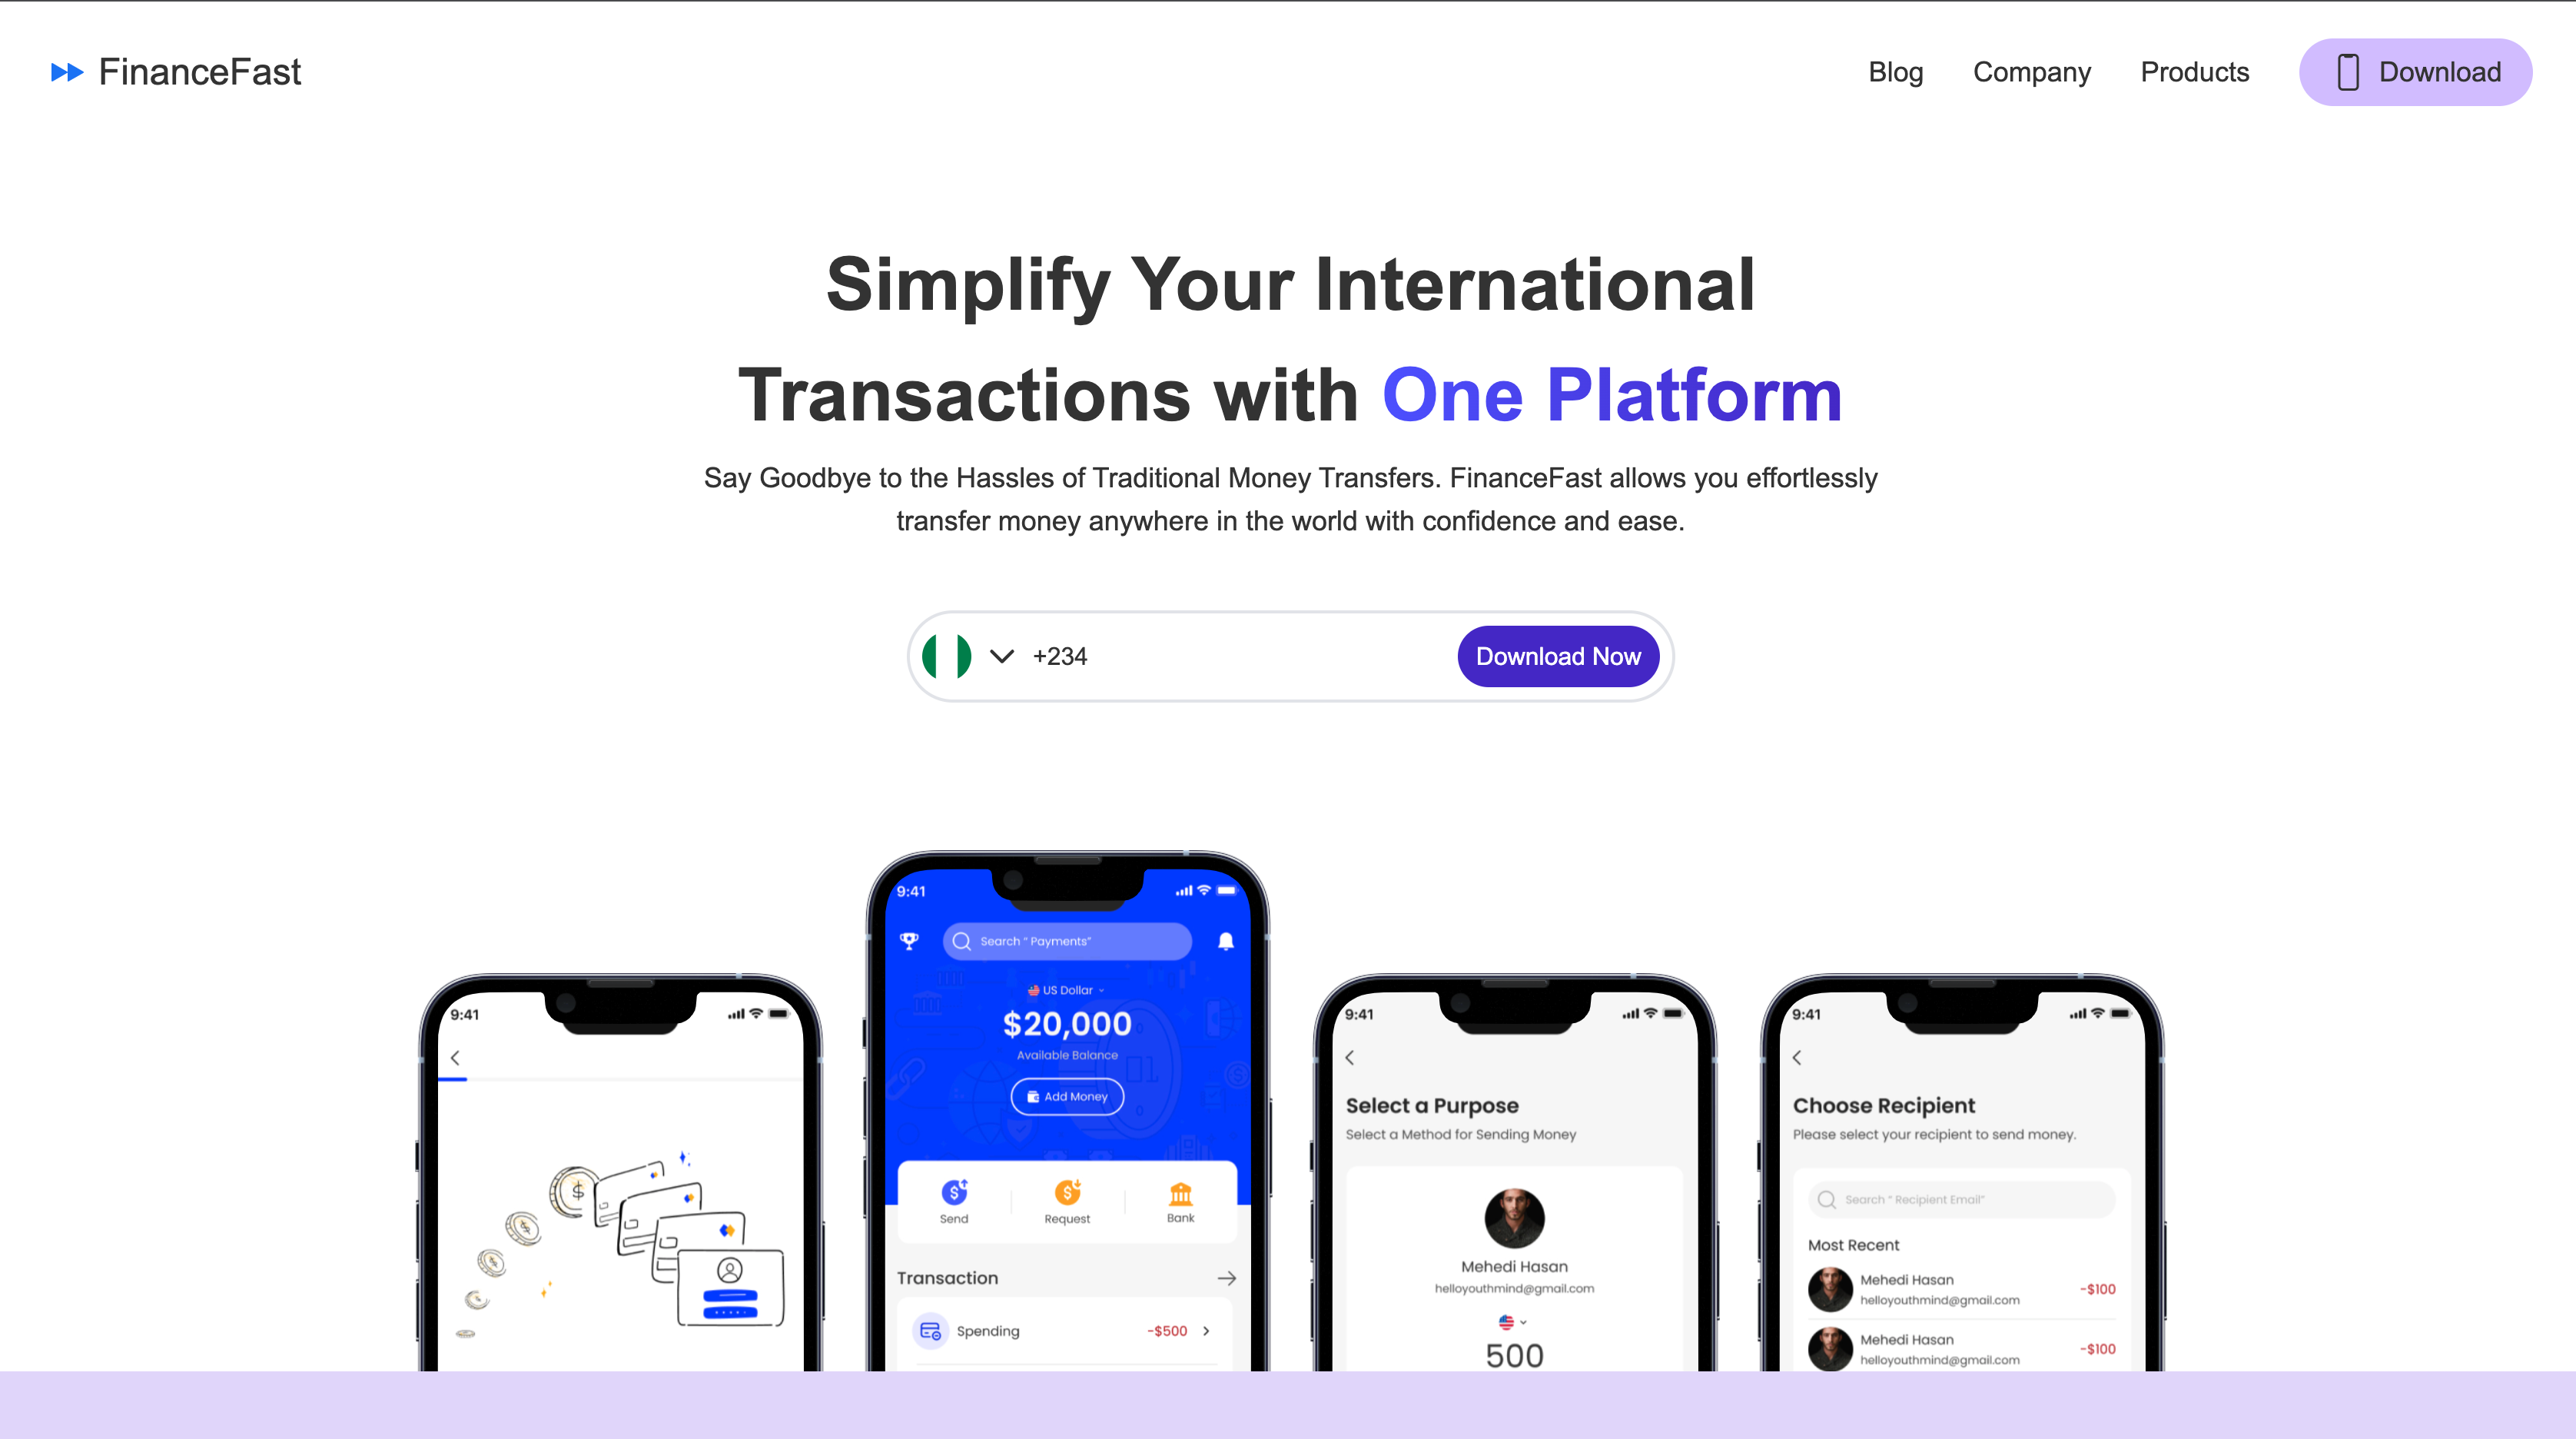 FinanceFast
Blog
Company
Products
Download
Simplify Your International
Transactions with One Platform
Say Goodbye to the Hassles of Traditional Money Transfers. FinanceFast allows you effortlessly
transfer money anywhere in the world with confidence and ease.
+234
Download Now
9:41
9:41
Search " Payments"
US Dollar
$20,000
Available Balance
Add Money
Send
Request
Bank
Transaction
Spending
-$500
9:41
Select a Purpose
Select a Method for Sending Money
Mehedi Hasan
helloyouthmind@gmail.com
500
9:41
Choose Recipient
Please select your recipient to send money.
Search " Recipient Email"
Most Recent
Mehedi Hasan
helloyouthmind@gmail.com
-$100
Mehedi Hasan
helloyouthmind@gmail.com
-$100